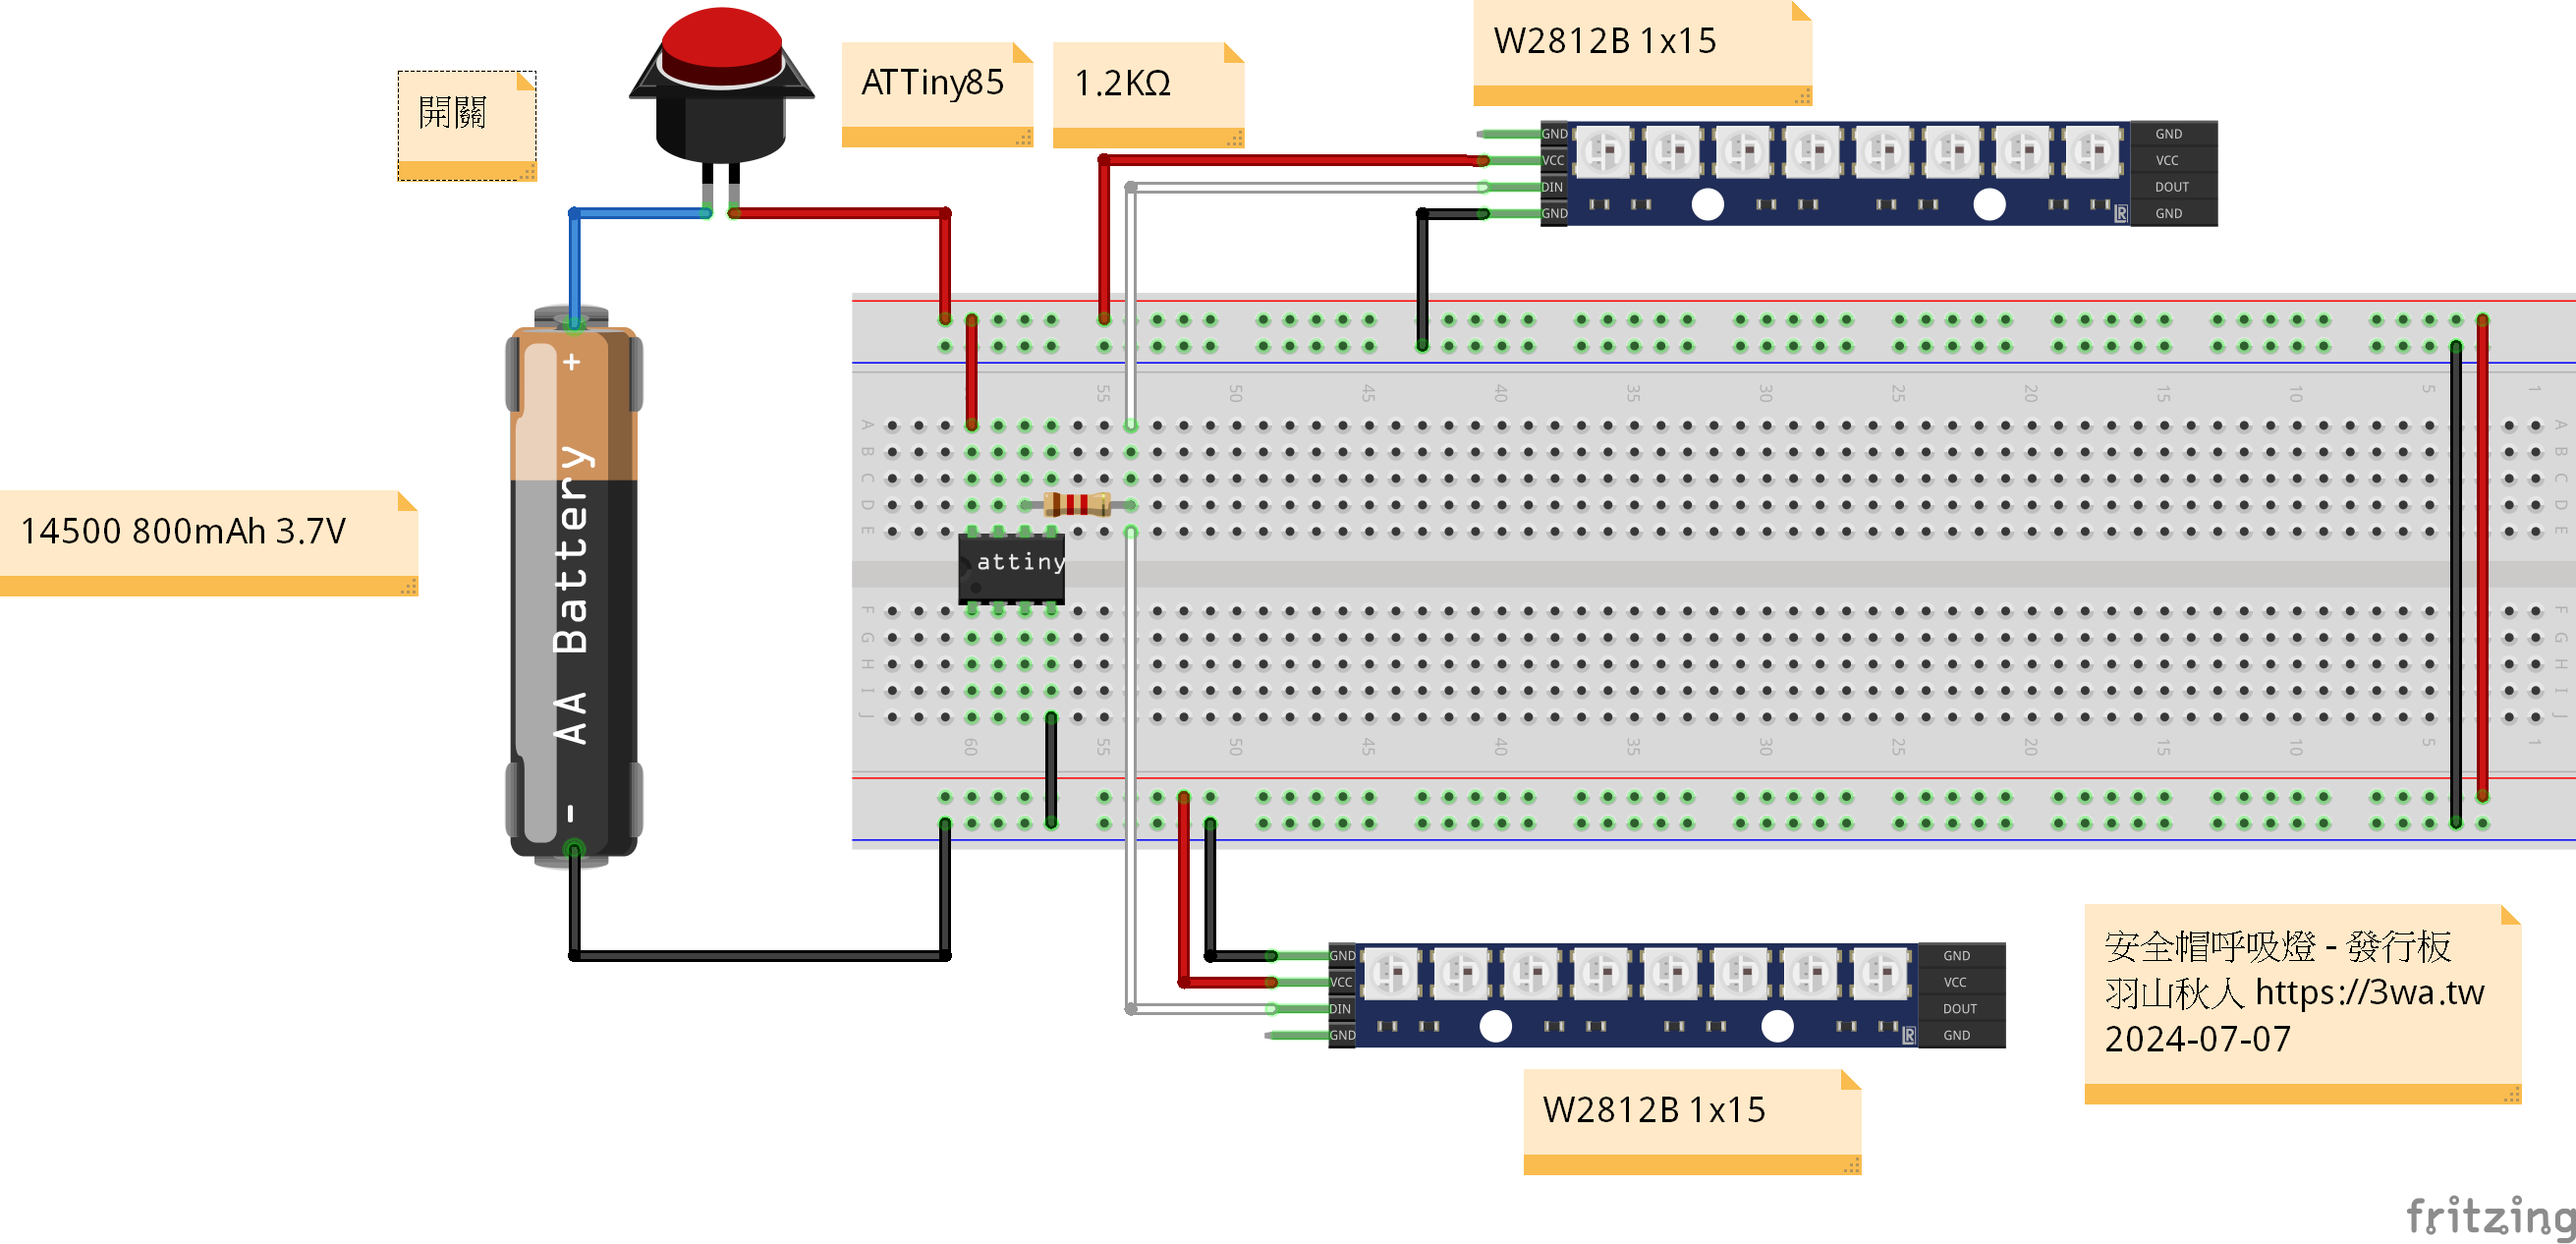 W2812B 1x15
ATTiny85
1.2KΩ
開關
GND
VCC
DIN
GND
GND
VCC
DOUT
GND
55 50 45 40 35 30 25 20 15 10 5 1
A
B
C
D
E
+
AA Battery
-
14500 800mAh 3.7V
attiny
F
G
H
I
J
A
B
C
D
E
F
G
H
I
J
60 55 50 45 40 35 30 25 20 15 10 5 1
GND
VCC
DIN
GND
GND
VCC
DOUT
GND
安全帽呼吸燈 - 發行板
羽山秋人 https://3wa.tw
2024-07-07
W2812B 1x15
fritzing